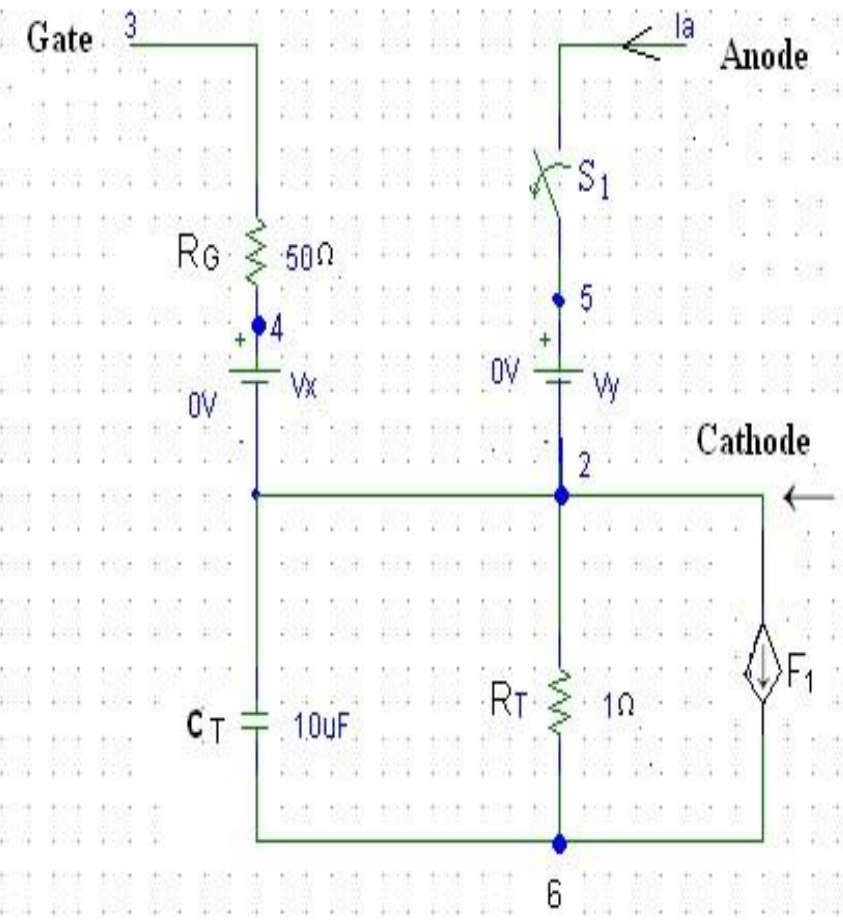 Gate 3 Ia Anode
S1
RG 50Ω
5
4
+ +
0V Vx 0V Vy
Cathode
2
F1
RT 1Ω
CT 10uF
6